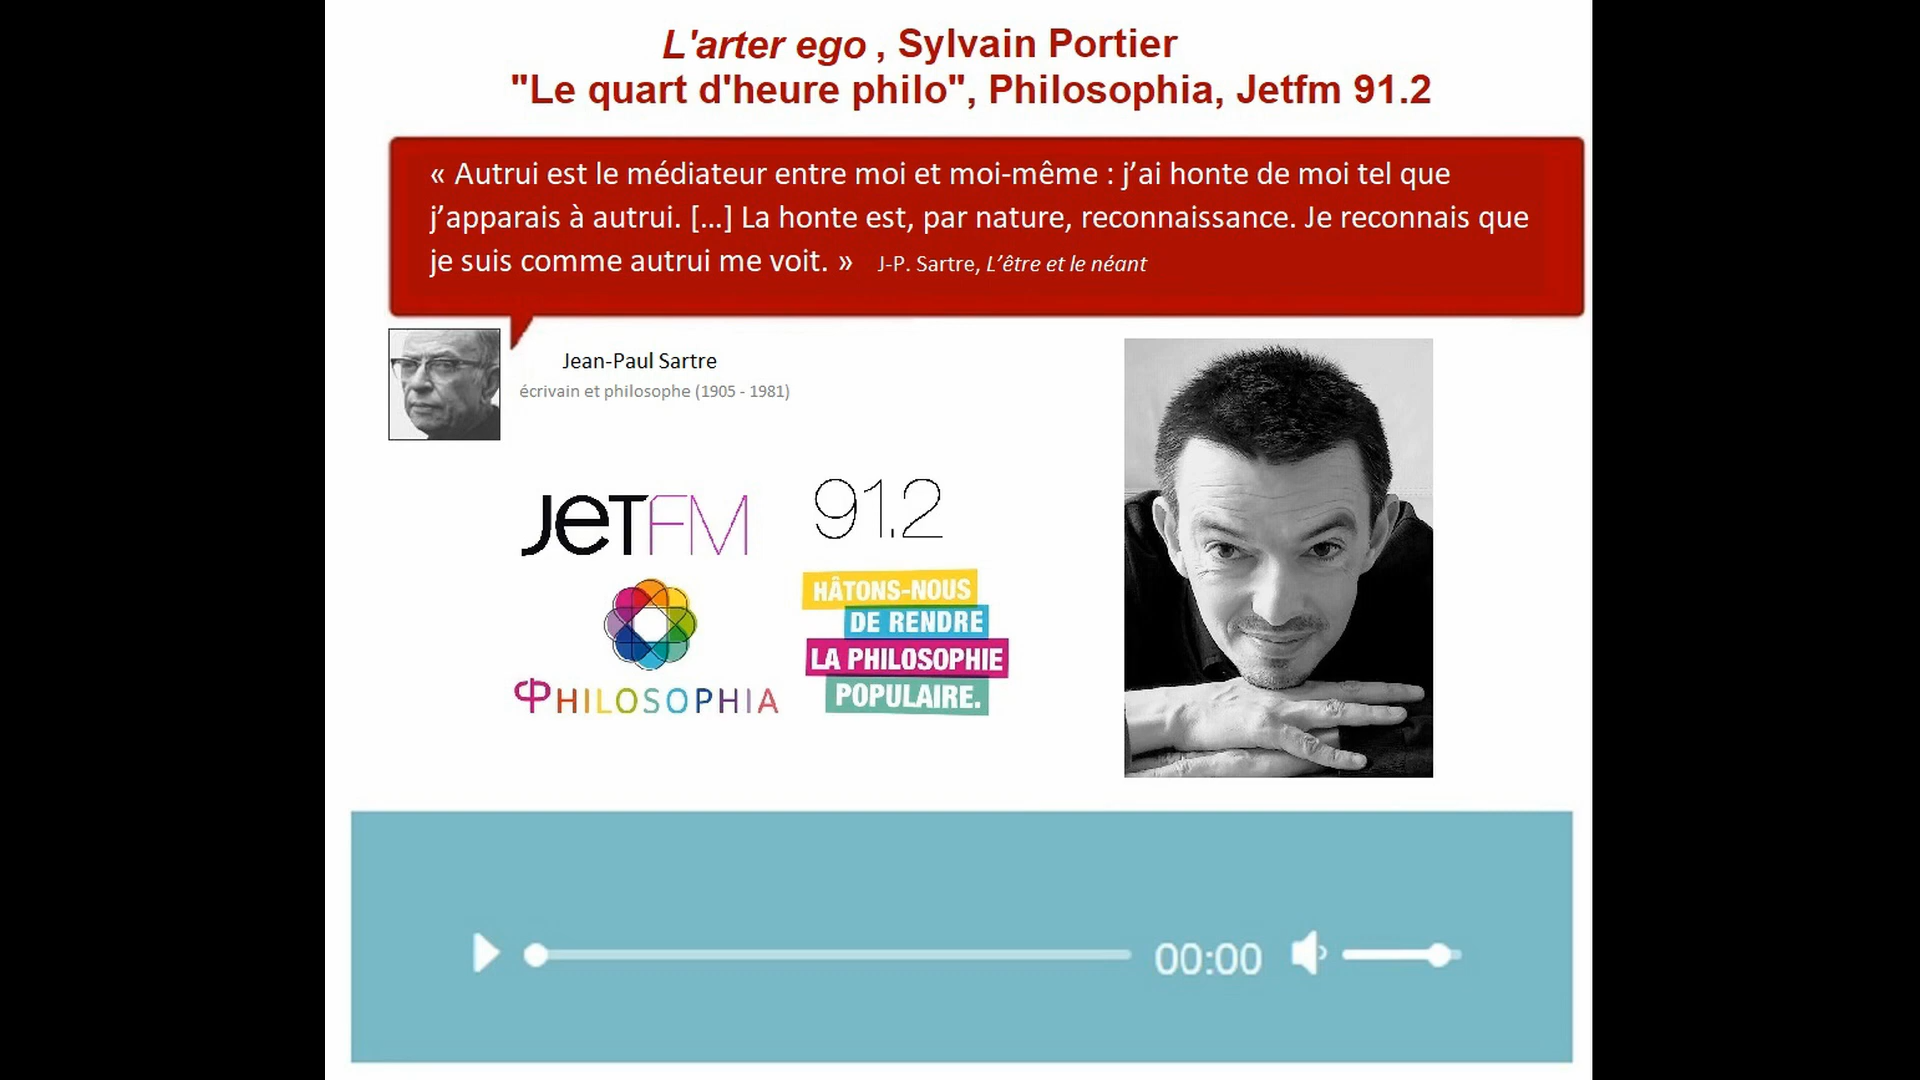 L'arter ego , Sylvain Portier
"Le quart d'heure philo", Philosophia, Jetfm 91.2
« Autrui est le médiateur entre moi et moi-même : j’ai honte de moi tel que
j’apparais à autrui. [...] La honte est, par nature, reconnaissance. Je reconnais que
je suis comme autrui me voit. » J-P. Sartre, L’être et le néant
Jean-Paul Sartre
écrivain et philosophe (1905 - 1981)
JeTFM 91.2
HÂTONS-NOUS
DE RENDRE
LA PHILOSOPHIE
POPULAIRE.
ΦHILOSOPHIA
00:00